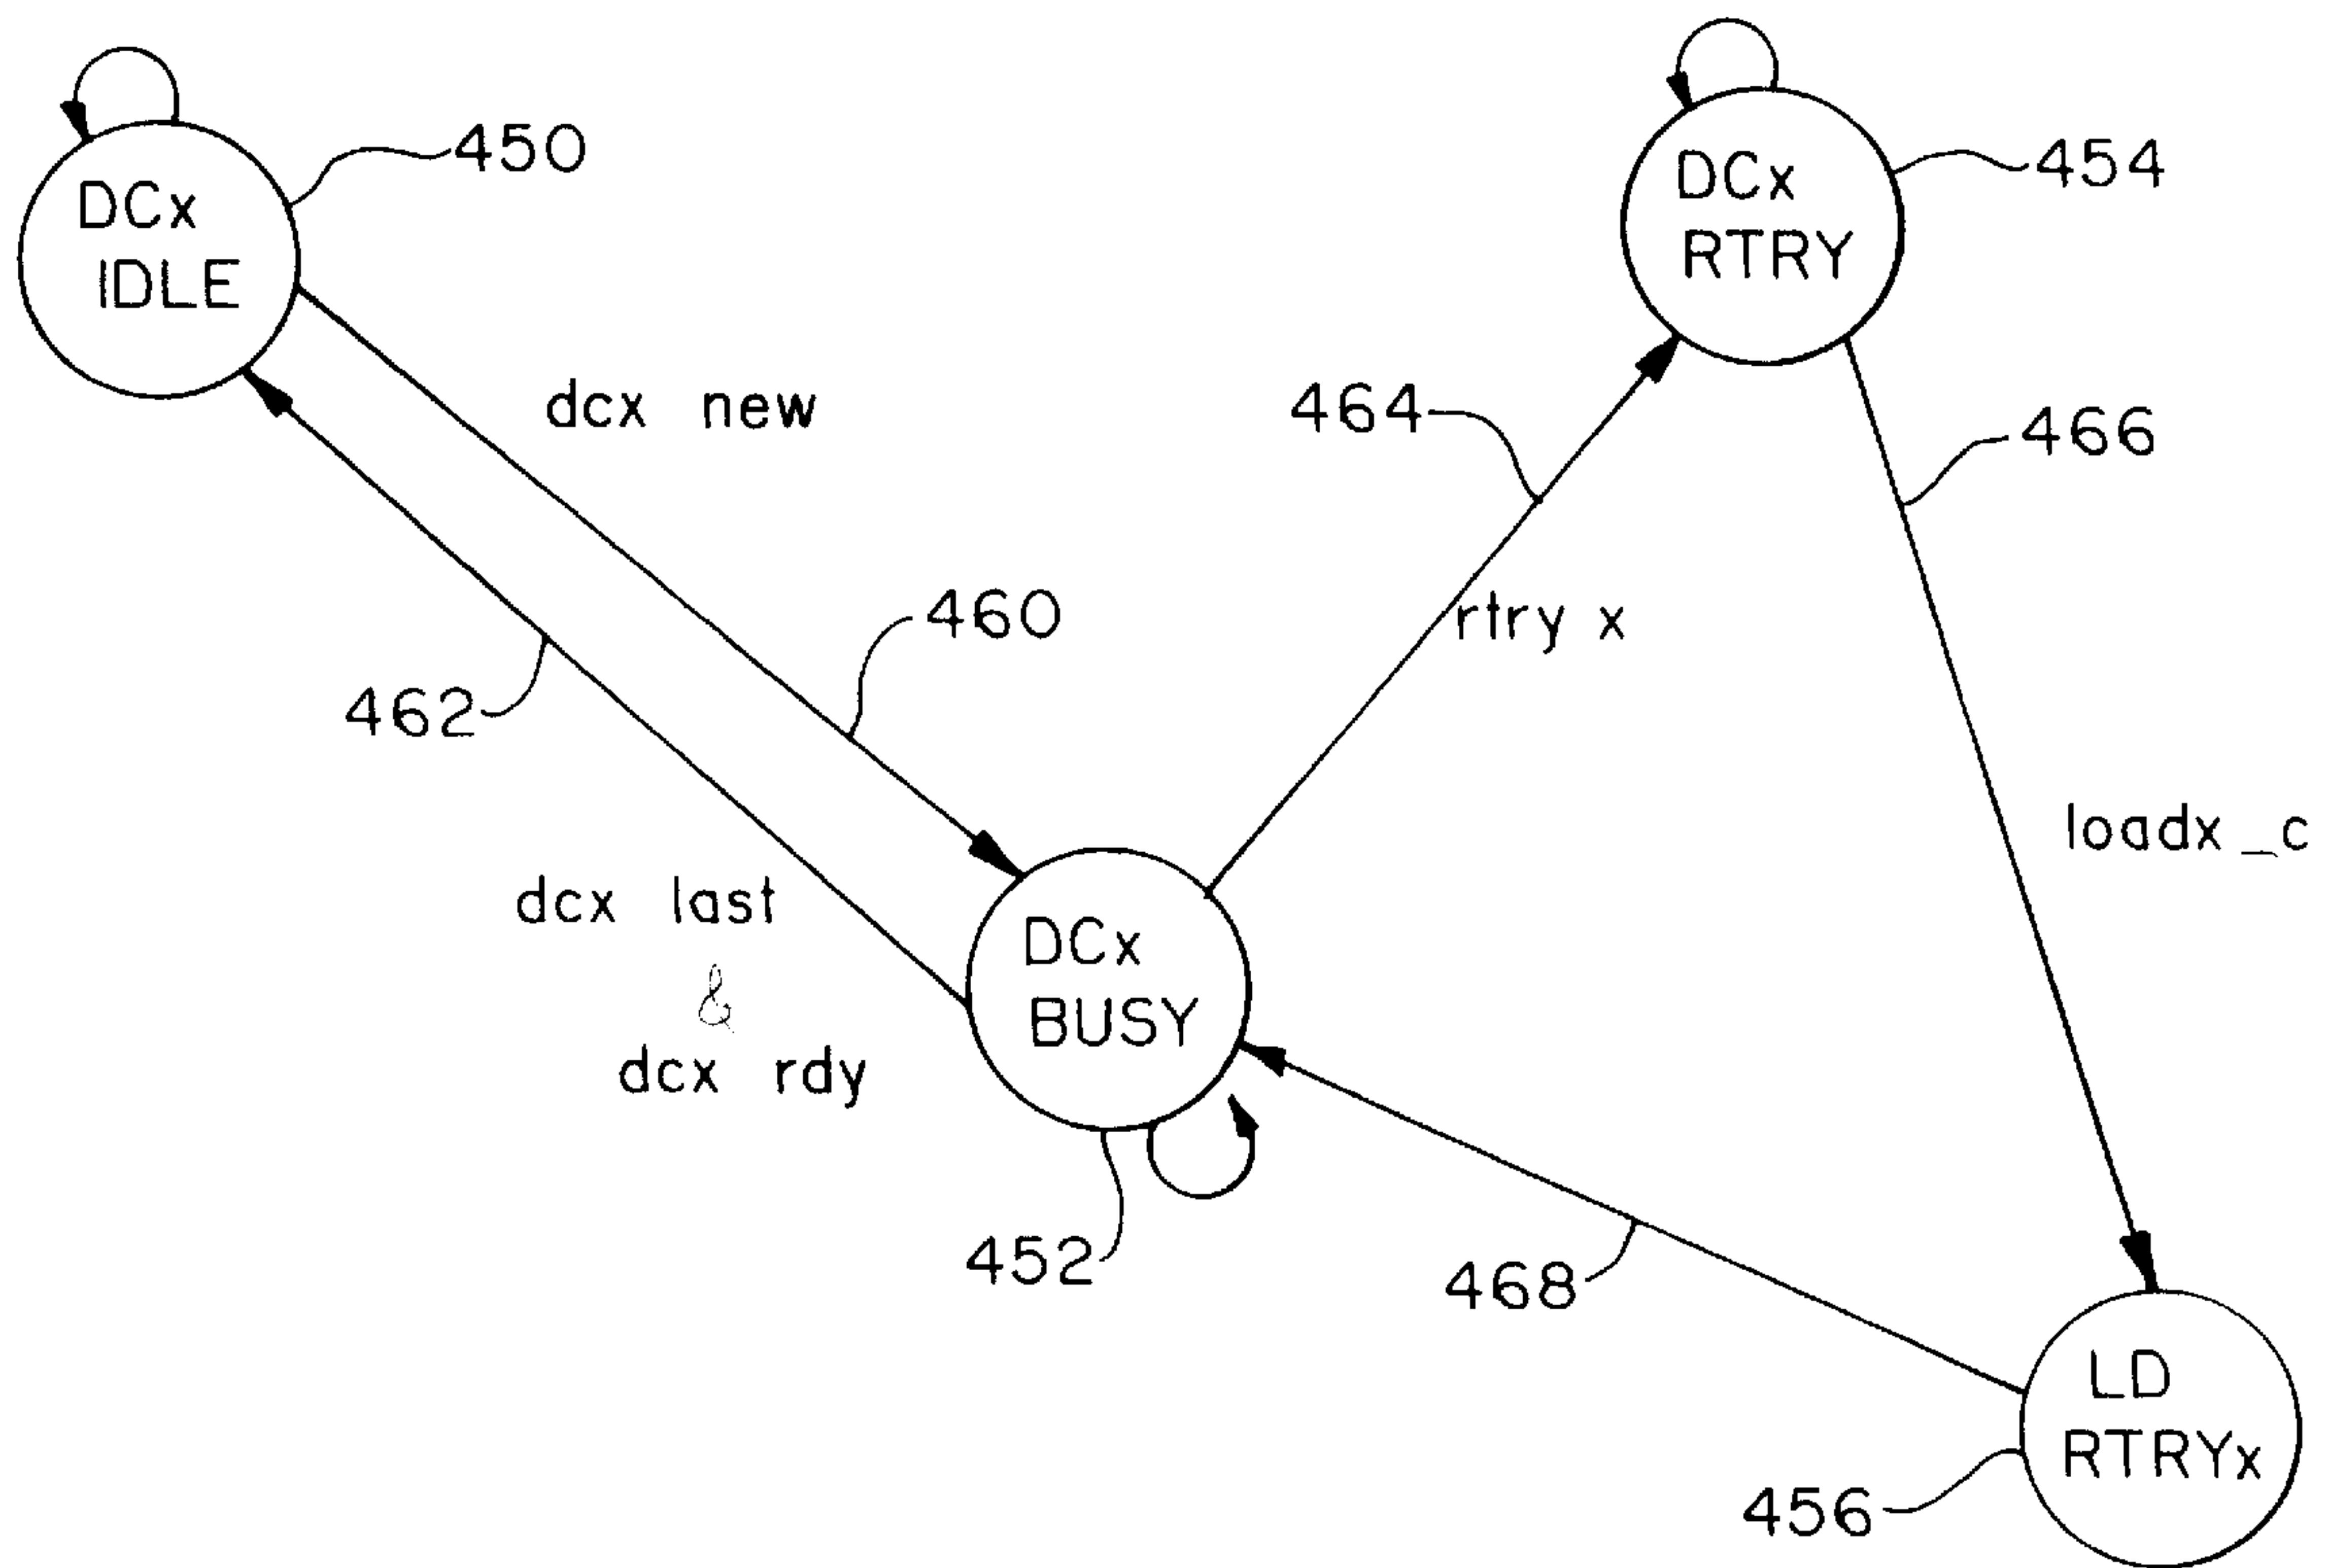 DCx
IDLE
450
DCx
RTRY
454
dcx new
464
466
460
rtry x
462
loadx_c
dcx last
&
dcx rdy
DCx
BUSY
452
468
LD
RTRYx
456